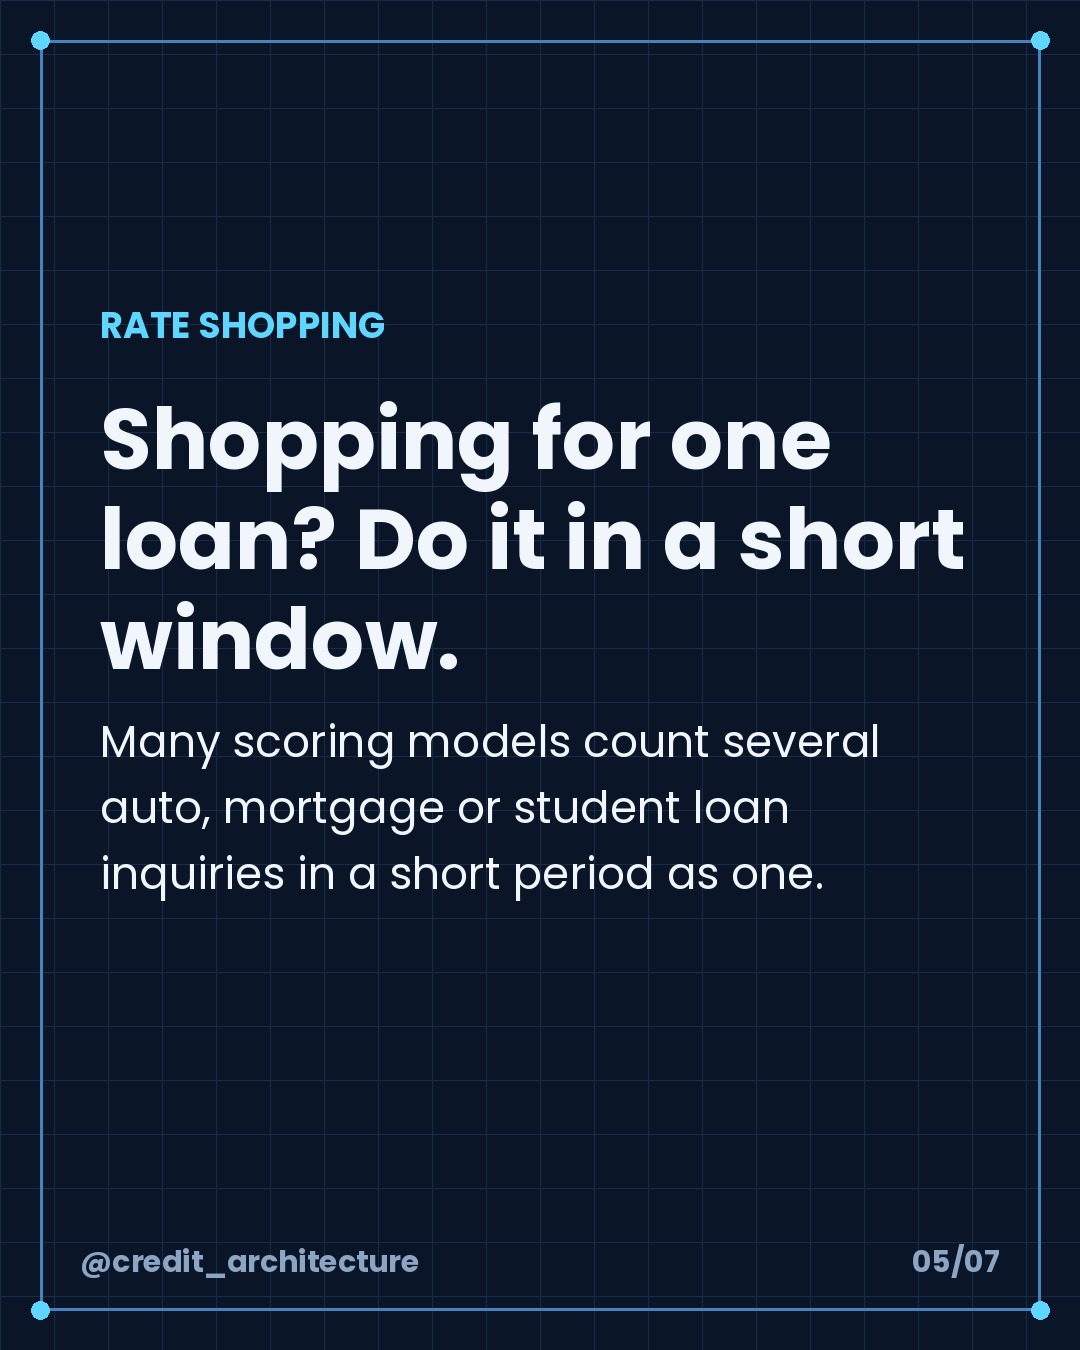 RATE SHOPPING
Shopping for one
loan? Do it in a short
window.
Many scoring models count several
auto, mortgage or student loan
inquiries in a short period as one.
@credit_architecture
05/07